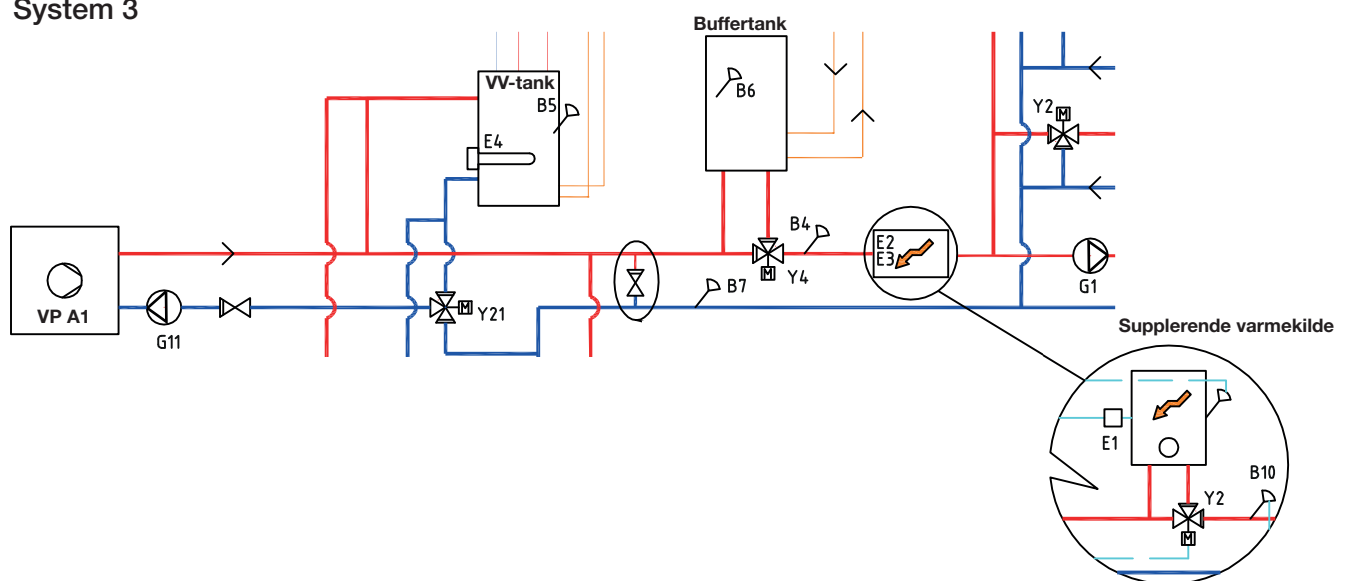 System 3
Buffertank
VV-tank
B5
B6
E4
Y2
M
B4
E2
E3
B7
M
Y4
G1
VP A1
G11
M
Y21
Supplerende varmekilde
E1
B10
Y2
M